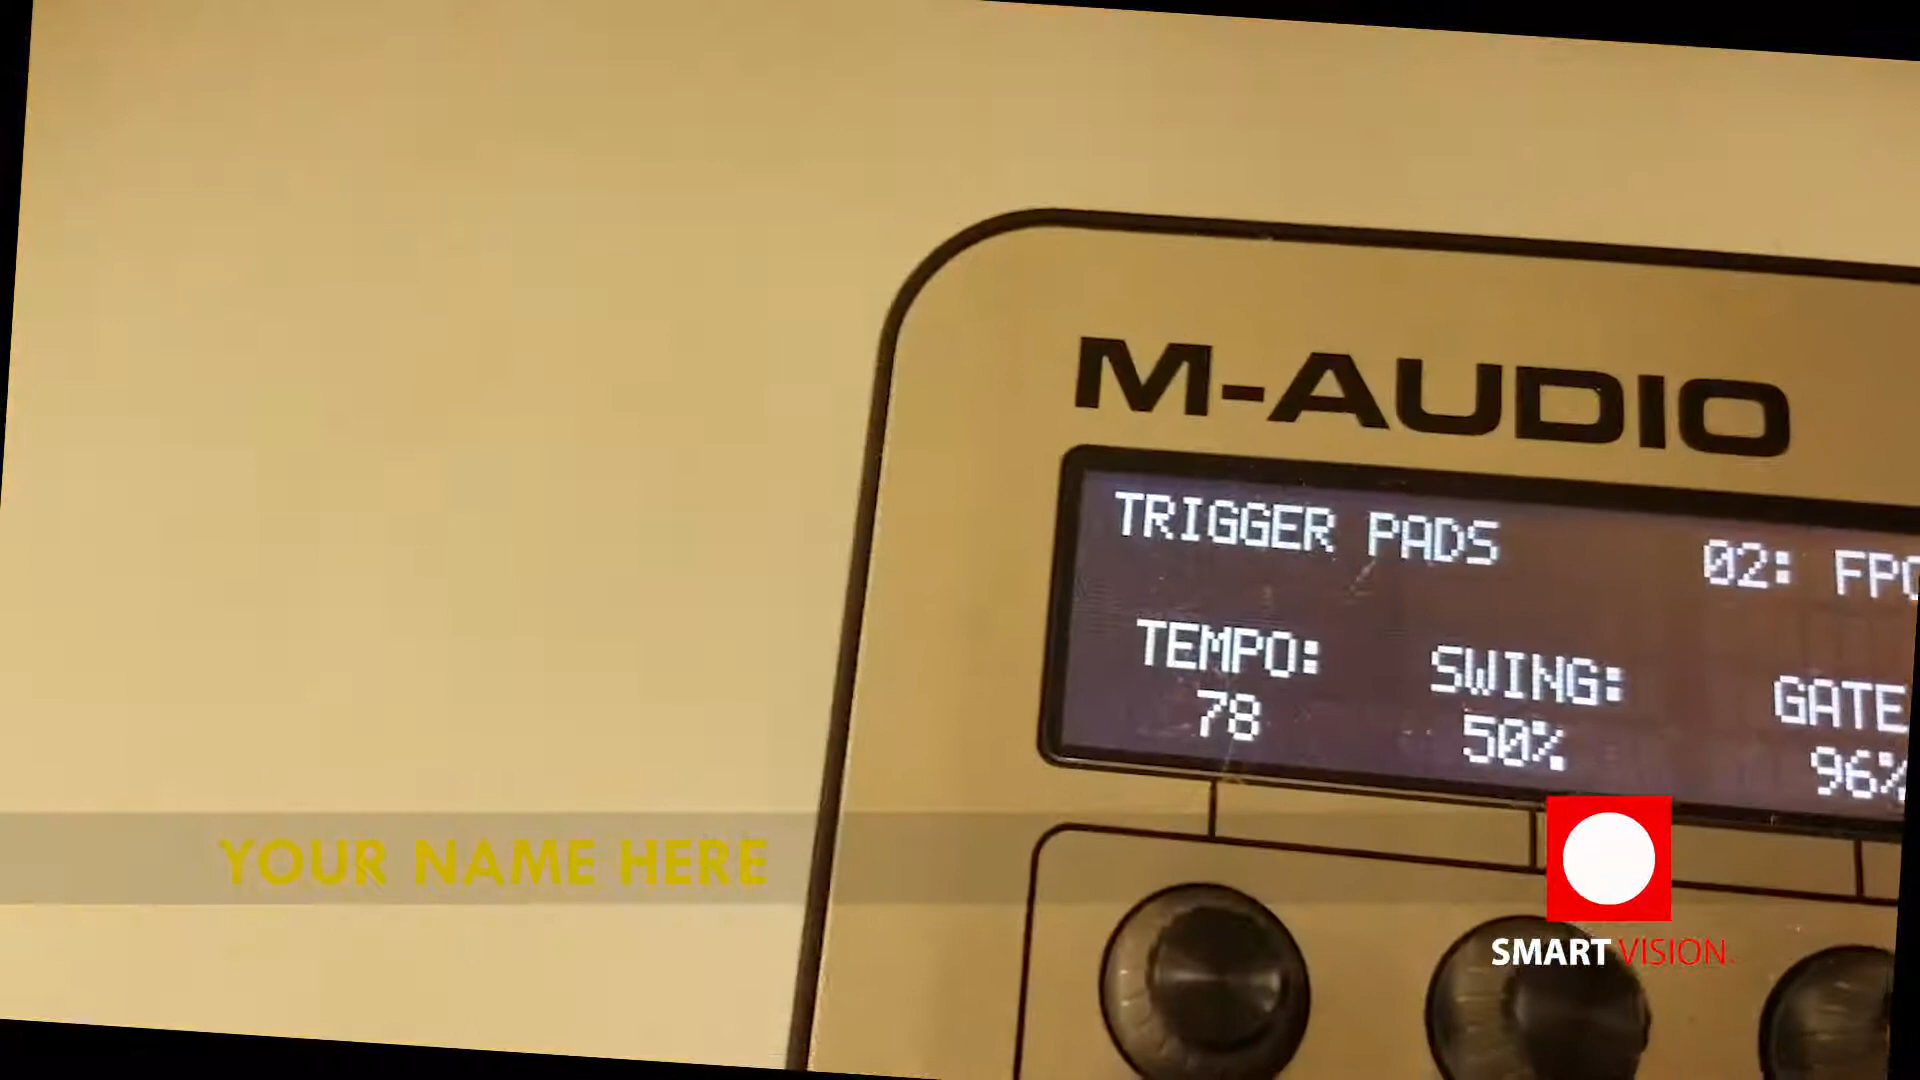 M-AUDIO
TRIGGER PADS 02: FPC
TEMPO: SWING: GATE
78 50% 96%
YOUR NAME HERE
SMART VISION